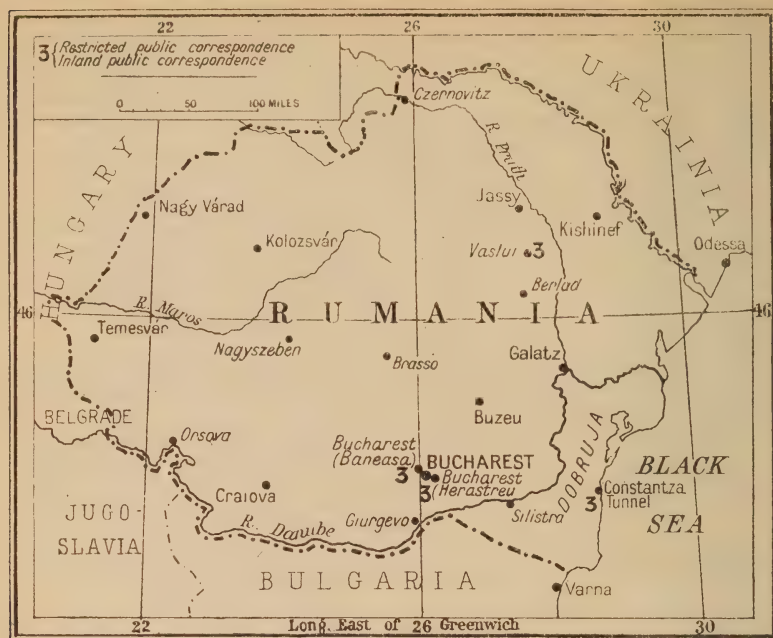 22
26
30
3 { Restricted public correspondence
Inland public correspondence
0 50 100 MILES
Czernovitz
UKRAINIA
HUNGARY
R. Pruth
Nagy Várad
Jassy
Kishinef
Kolozsvár
Vaslui 3
Odessa
Berlad
R. Maros
46
RUMANIA
46
Temesvár
Nagyszeben
Brasso
Galatz
BELGRADE
Orsova
Buzeu
Bucharest
(Baneasa)
3
BUCHAREST
Bucharest
(Herastreu
3
DOBRUJA
BLACK
SEA
Craiova
Constantza
3 Tunnel
JUGO-
SLAVIA
R. Danube
Giurgevo
Silistra
BULGARIA
Varna
22
Long. East of 26 Greenwich
30